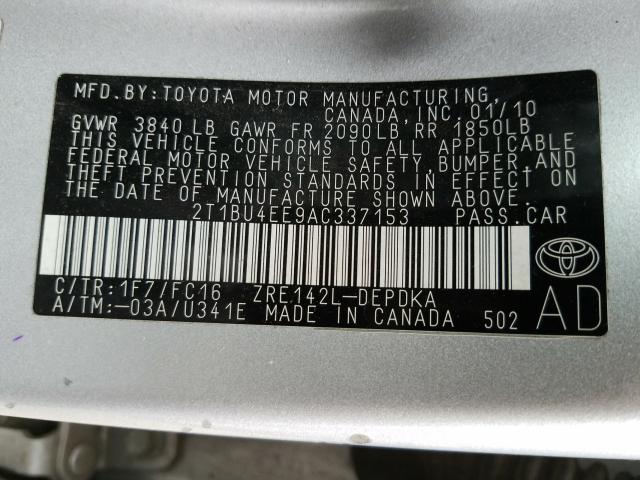 MFD. BY: TOYOTA MOTOR MANUFACTURING,
CANADA, INC. 01/10
GVWR 3840 LB GAWR FR 2090LB RR 1850LB
THIS VEHICLE CONFORMS TO ALL APPLICABLE
FEDERAL MOTOR VEHICLE SAFETY, BUMPER, AND
THEFT PREVENTION STANDARDS IN EFFECT ON
THE DATE OF MANUFACTURE SHOWN ABOVE.
2T1BU4EE9AC337153 PASS. CAR
C/TR: 1F7/FC16 ZRE142L-DEPDKA
A/TM:-03A/U341E MADE IN CANADA 502 AD